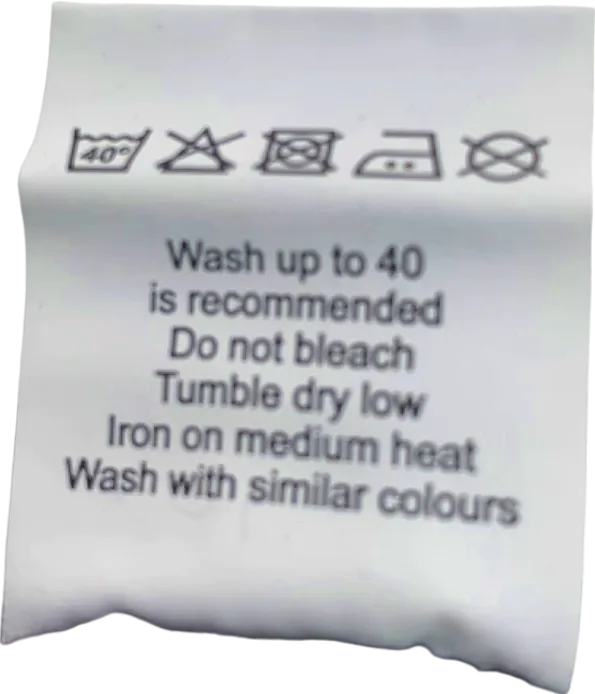 40°
Wash up to 40
is recommended
Do not bleach
Tumble dry low
Iron on medium heat
Wash with similar colours